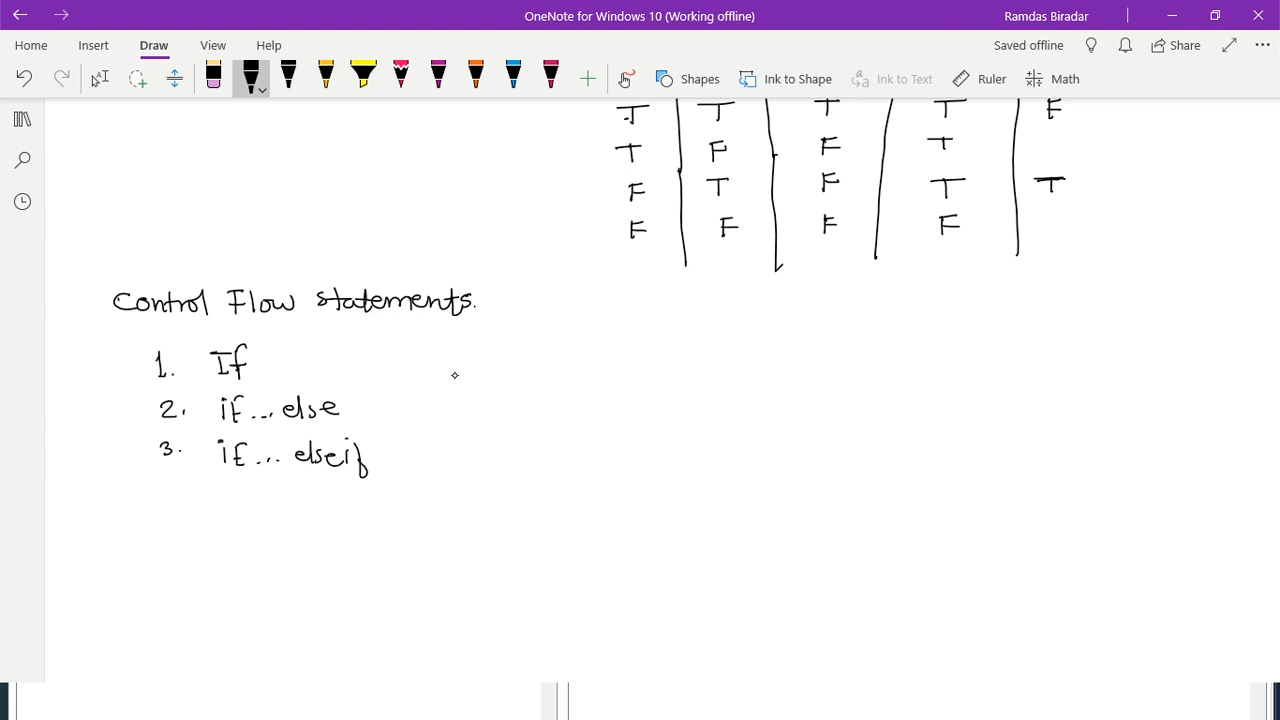 OneNote for Windows 10 (Working offline)
Ramdas Biradar
Home Insert Draw View Help
Saved offline Share
Shapes Ink to Shape Ink to Text Ruler Math
T T T T F
T F F T
F T F T T
F F F F
Control Flow statements.
1. If
2. if... else
3. if... elseif